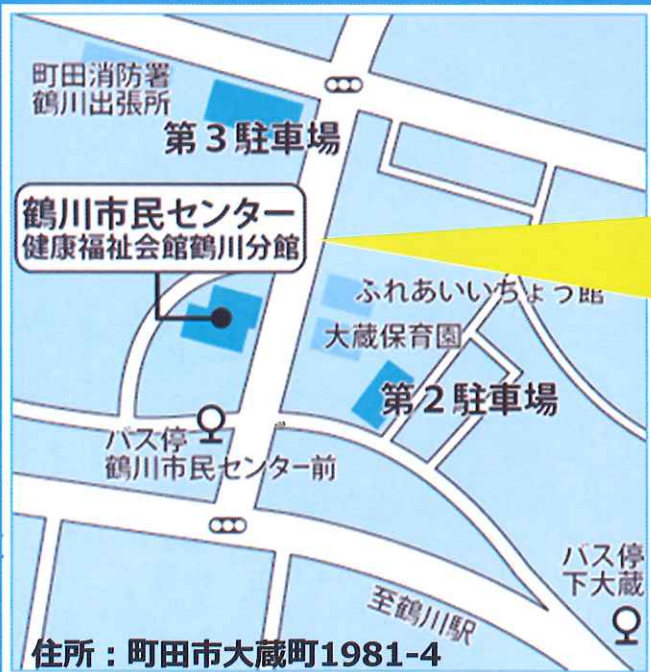 町田消防署
鶴川出張所
第３駐車場
鶴川市民センター
健康福祉会館鶴川分館
ふれあいいちょう館
大蔵保育園
第２駐車場
バス停
鶴川市民センター前
バス停
下大蔵
至鶴川駅
住所：町田市大蔵町1981-4